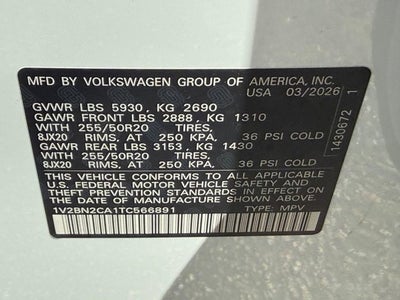 MFD BY VOLKSWAGEN GROUP OF AMERICA, INC.
USA 03/2026
GVWR LBS 5930 , KG 2690
GAWR FRONT LBS 2888 , KG 1310
WITH 255/50R20 TIRES,
8JX20 RIMS, AT 250 KPA, 36 PSI COLD
GAWR REAR LBS 3153 , KG 1430
WITH 255/50R20 TIRES,
8JX20 RIMS, AT 250 KPA, 36 PSI COLD
THIS VEHICLE CONFORMS TO ALL APPLICABLE
U.S. FEDERAL MOTOR VEHICLE SAFETY
AND THEFT PREVENTION STANDARDS IN EFFECT ON
THE DATE OF MANUFACTURE SHOWN ABOVE.
1V2BN2CA1TC566891 TYPE: MPV
1430672 1